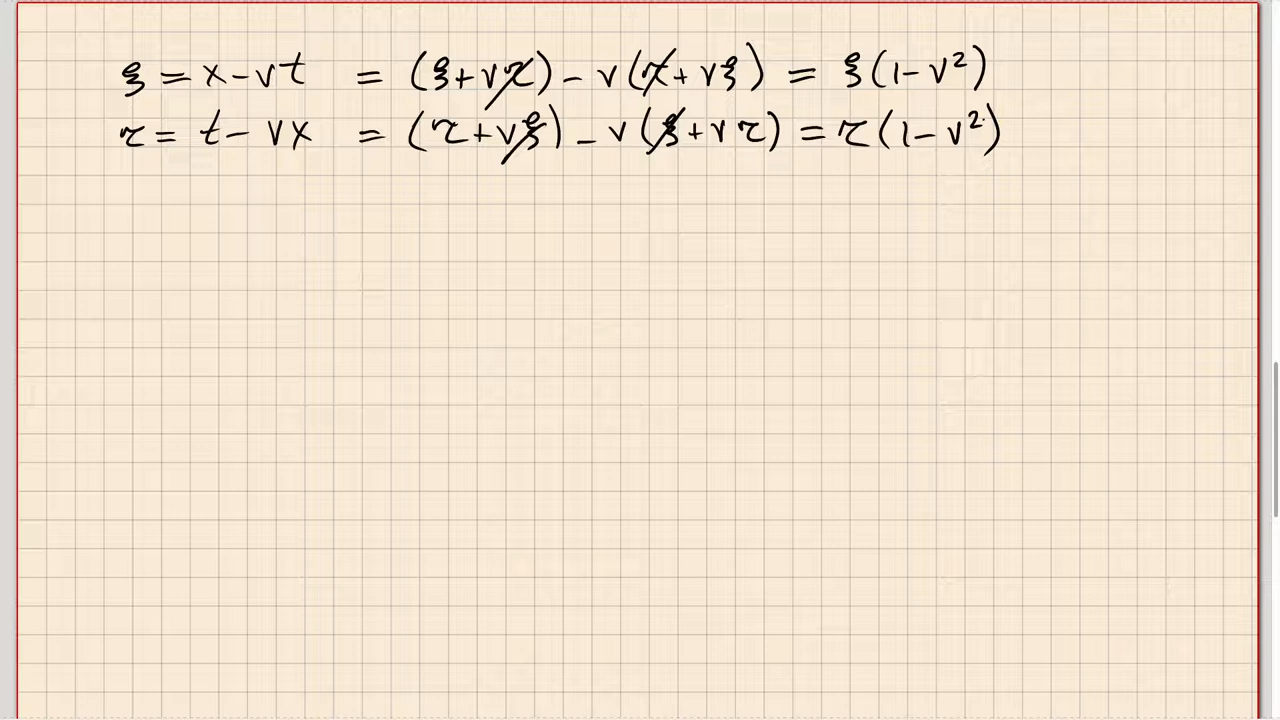 ξ = x - vt = (ξ + vτ) - v(τ + vξ) = ξ(1 - v²)
τ = t - vx = (τ + vξ) - v(ξ + vτ) = τ(1 - v²)